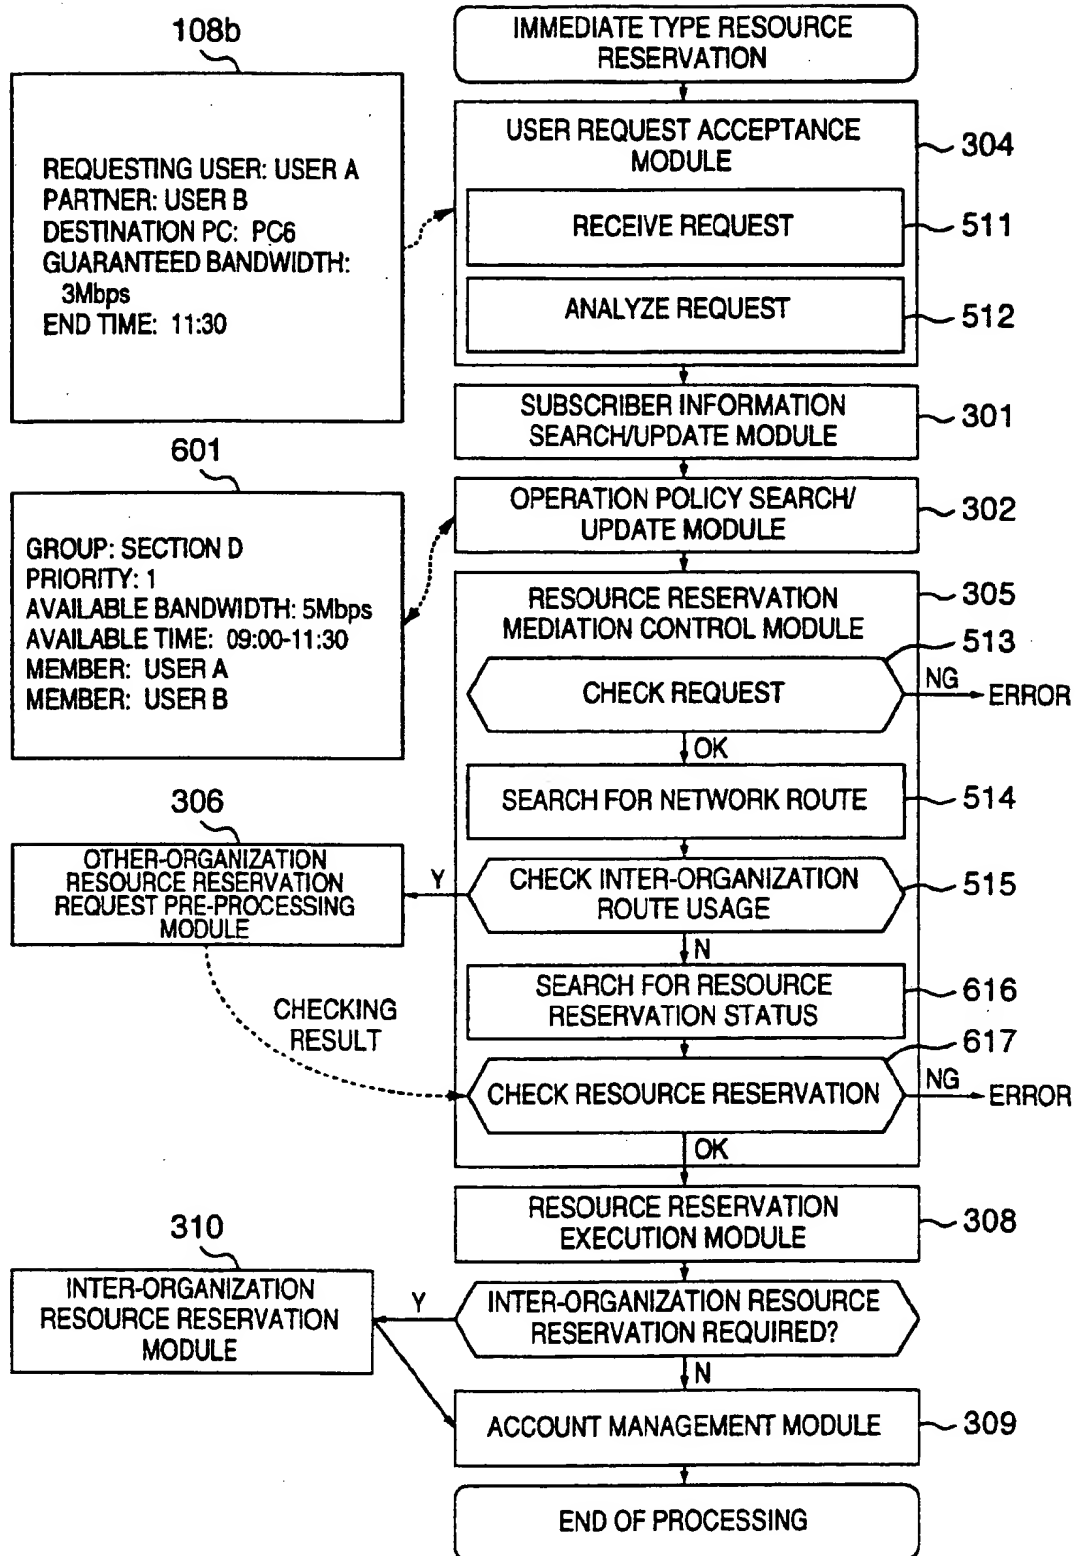 IMMEDIATE TYPE RESOURCE
RESERVATION
108b
REQUESTING USER: USER A
PARTNER: USER B
DESTINATION PC: PC6
GUARANTEED BANDWIDTH:
3Mbps
END TIME: 11:30
USER REQUEST ACCEPTANCE
MODULE
304
RECEIVE REQUEST
511
ANALYZE REQUEST
512
SUBSCRIBER INFORMATION
SEARCH/UPDATE MODULE
301
601
GROUP: SECTION D
PRIORITY: 1
AVAILABLE BANDWIDTH: 5Mbps
AVAILABLE TIME: 09:00-11:30
MEMBER: USER A
MEMBER: USER B
OPERATION POLICY SEARCH/
UPDATE MODULE
302
RESOURCE RESERVATION
MEDIATION CONTROL MODULE
305
513
CHECK REQUEST
NG
ERROR
OK
SEARCH FOR NETWORK ROUTE
514
306
OTHER-ORGANIZATION
RESOURCE RESERVATION
REQUEST PRE-PROCESSING
MODULE
Y
CHECK INTER-ORGANIZATION
ROUTE USAGE
515
N
CHECKING
RESULT
SEARCH FOR RESOURCE
RESERVATION STATUS
616
617
CHECK RESOURCE RESERVATION
NG
ERROR
OK
RESOURCE RESERVATION
EXECUTION MODULE
308
310
INTER-ORGANIZATION
RESOURCE RESERVATION
MODULE
Y
INTER-ORGANIZATION RESOURCE
RESERVATION REQUIRED?
N
ACCOUNT MANAGEMENT MODULE
309
END OF PROCESSING